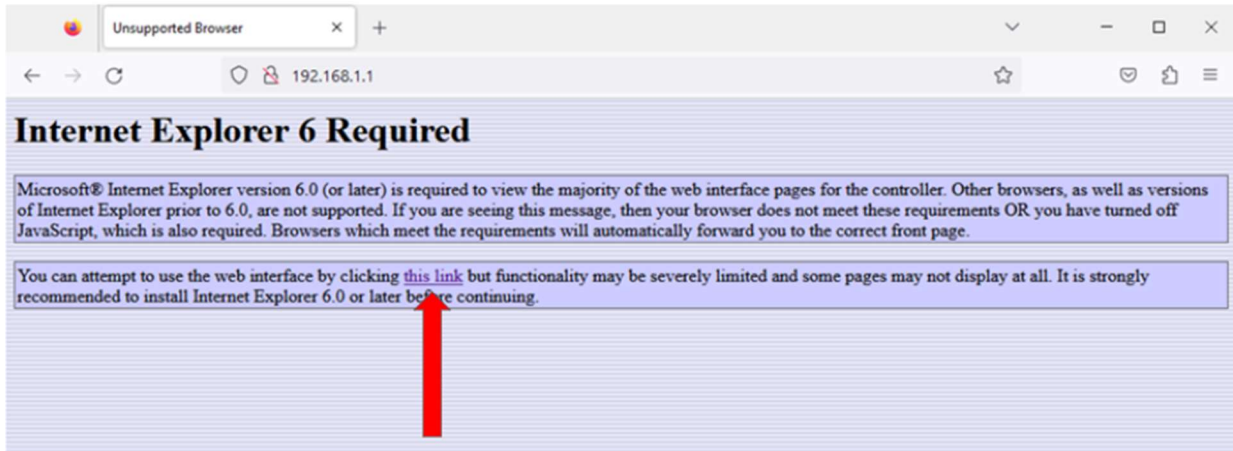 Unsupported Browser
192.168.1.1
Internet Explorer 6 Required
Microsoft® Internet Explorer version 6.0 (or later) is required to view the majority of the web interface pages for the controller. Other browsers, as well as versions
of Internet Explorer prior to 6.0, are not supported. If you are seeing this message, then your browser does not meet these requirements OR you have turned off
JavaScript, which is also required. Browsers which meet the requirements will automatically forward you to the correct front page.
You can attempt to use the web interface by clicking this link but functionality may be severely limited and some pages may not display at all. It is strongly
recommended to install Internet Explorer 6.0 or later before continuing.